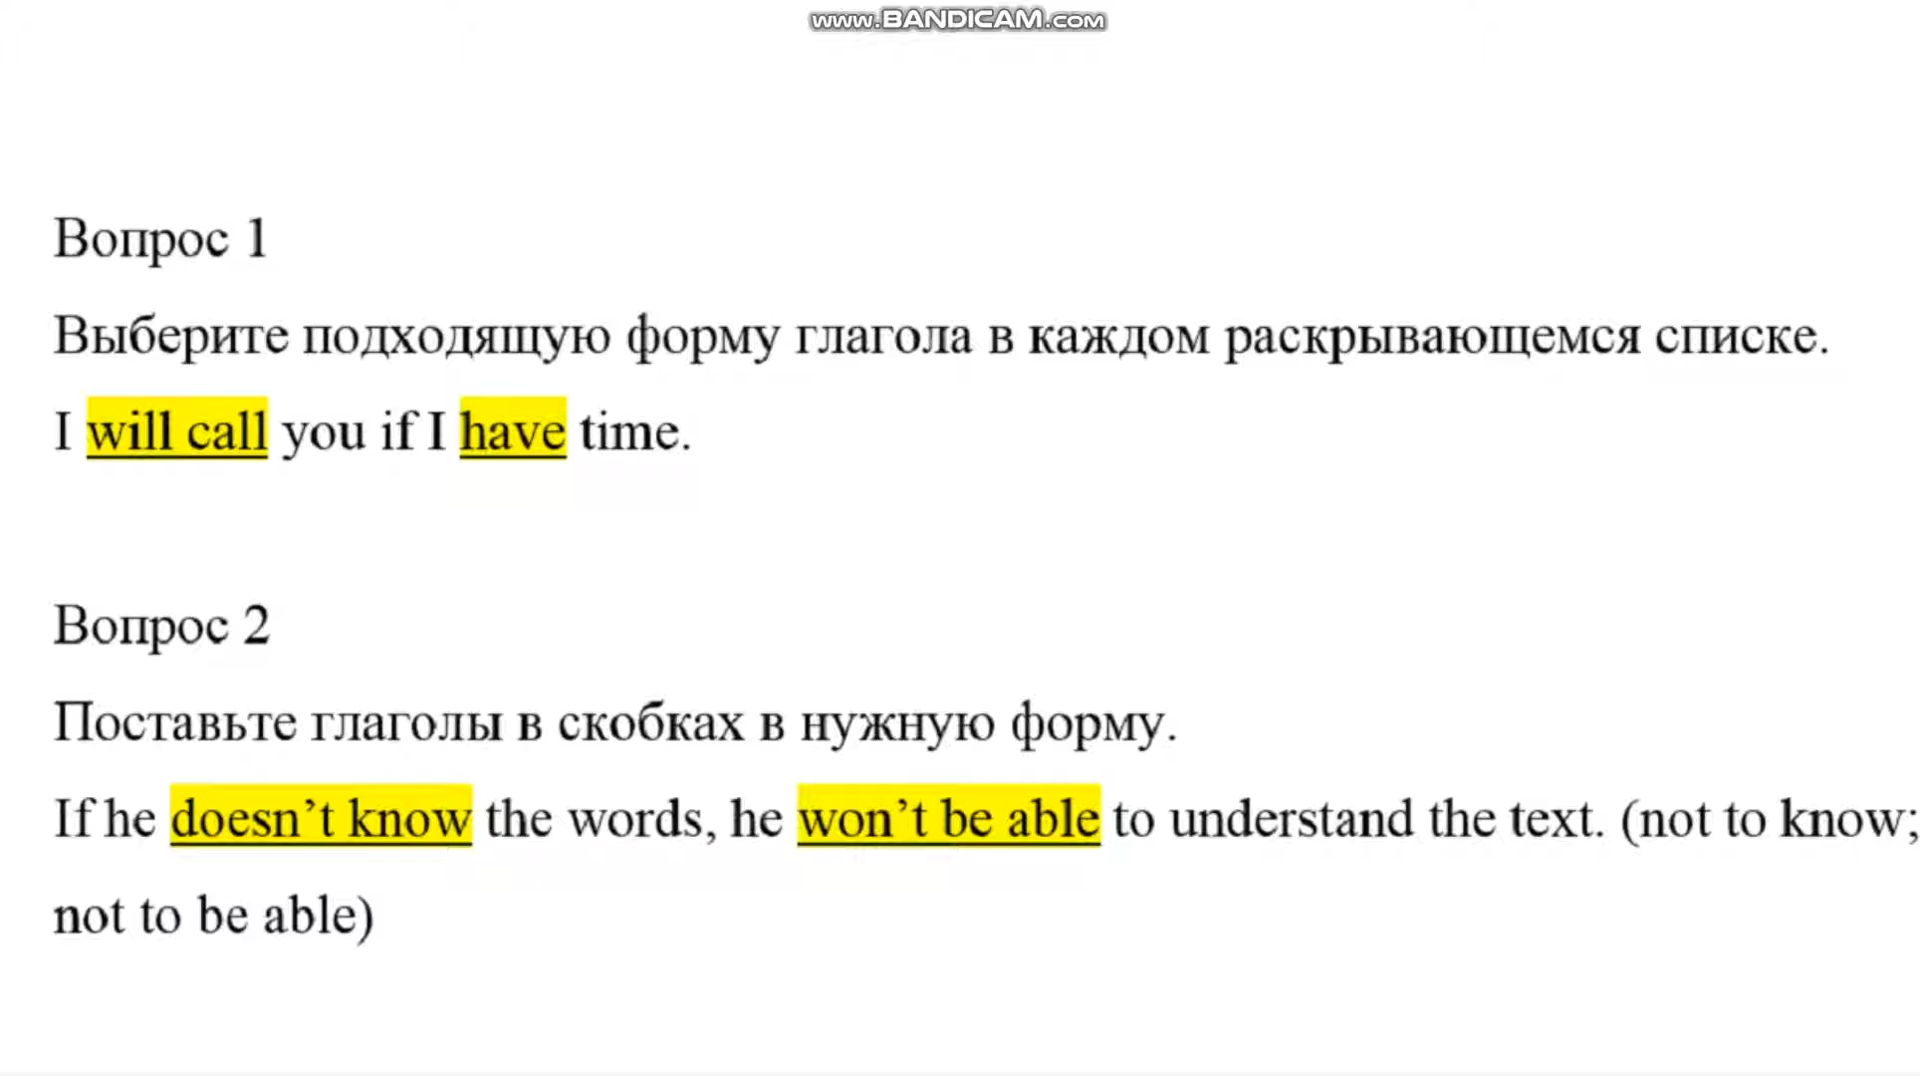 www.BANDICAM.com
Вопрос 1
Выберите подходящую форму глагола в каждом раскрывающемся списке.
I will call you if I have time.
Вопрос 2
Поставьте глаголы в скобках в нужную форму.
If he doesn’t know the words, he won’t be able to understand the text. (not to know;
not to be able)